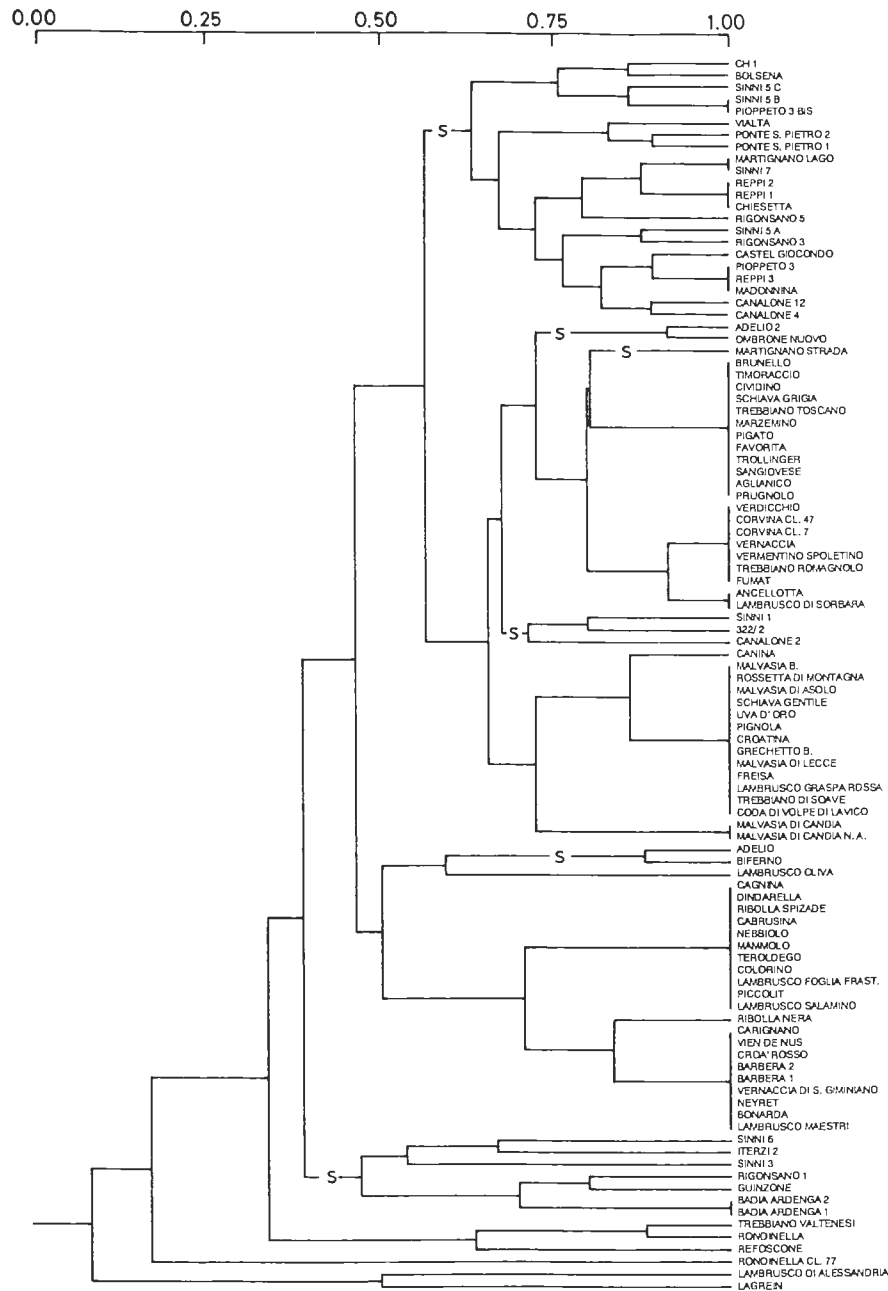 0.00 0.25 0.50 0.75 1.00
CH 1
BOLSENA
SINNI 5 C
SINNI 5 B
PIOPPETO 3 BIS
VIALTA
S
PONTE S. PIETRO 2
PONTE S. PIETRO 1
MARTIGNANO LAGO
SINNI 7
REPPI 2
REPPI 1
CHIESETTA
RIGONSANO 5
SINNI 5 A
RIGONSANO 3
CASTEL GIOCONDO
PIOPPETO 3
REPPI 3
MADONNINA
CANALONE 12
CANALONE 4
ADELIO 2
S
OMBRONE NUOVO
S
MARTIGNANO STRADA
BRUNELLO
TIMORACCIO
CIVIDINO
SCHIAVA GRIGIA
TREBBIANO TOSCANO
MARZEMINO
PIGATO
FAVORITA
TROLLINGER
SANGIOVESE
AGLIANICO
PRUGNOLO
VERDICCHIO
CORVINA CL. 47
CORVINA CL. 7
VERNACCIA
VERMENTINO SPOLETINO
TREBBIANO ROMAGNOLO
FUMAT
ANCELLOTTA
LAMBRUSCO DI SORBARA
SINNI 1
S
322/ 2
CANALONE 2
CANINA
MALVASIA B.
ROSSETTA DI MONTAGNA
MALVASIA DI ASOLO
SCHIAVA GENTILE
UVA D' ORO
PIGNOLA
CROATINA
GRECHETTO B.
MALVASIA DI LECCE
FREISA
LAMBRUSCO GRASPA ROSSA
TREBBIANO DI SOAVE
CODA DI VOLPE DI LAVICO
MALVASIA DI CANDIA
MALVASIA DI CANDIA N. A.
ADELIO
S
BIFERNO
LAMBRUSCO OLIVA
CAGNINA
DINDARELLA
RIBOLLA SPIZADE
CABRUSINA
NEBBIOLO
MAMMOLO
TEROLDEGO
COLORINO
LAMBRUSCO FOGLIA FRAST.
PICCOLIT
LAMBRUSCO SALAMINO
RIBOLLA NERA
CARIGNANO
VIEN DE NUS
CROA' ROSSO
BARBERA 2
BARBERA 1
VERNACCIA DI S. GIMINIANO
NEYRET
BONARDA
LAMBRUSCO MAESTRI
SINNI 6
ITERZI 2
SINNI 3
S
RIGONSANO 1
GUINZONE
BADIA ARDENGA 2
BADIA ARDENGA 1
TREBBIANO VALTENESI
RONDINELLA
REFOSCONE
RONDINELLA CL. 77
LAMBRUSCO DI ALESSANDRIA
LAGREIN